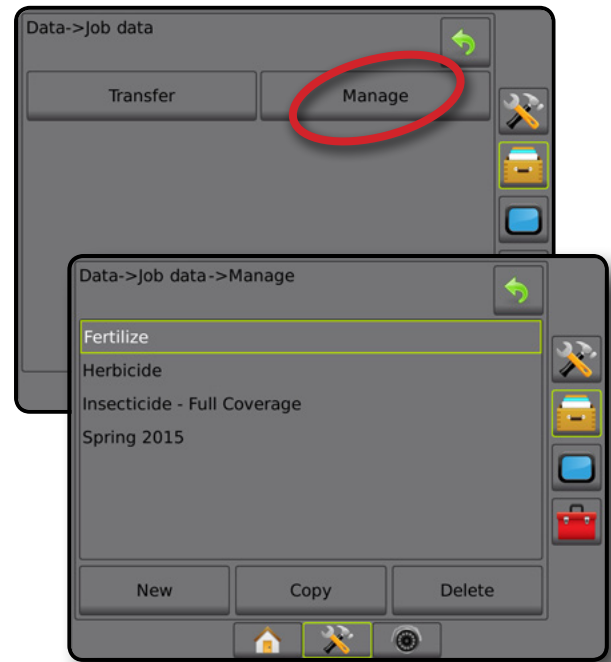 Data->Job data
Transfer Manage
Data->Job data->Manage
Fertilize
Herbicide
Insecticide - Full Coverage
Spring 2015
New Copy Delete